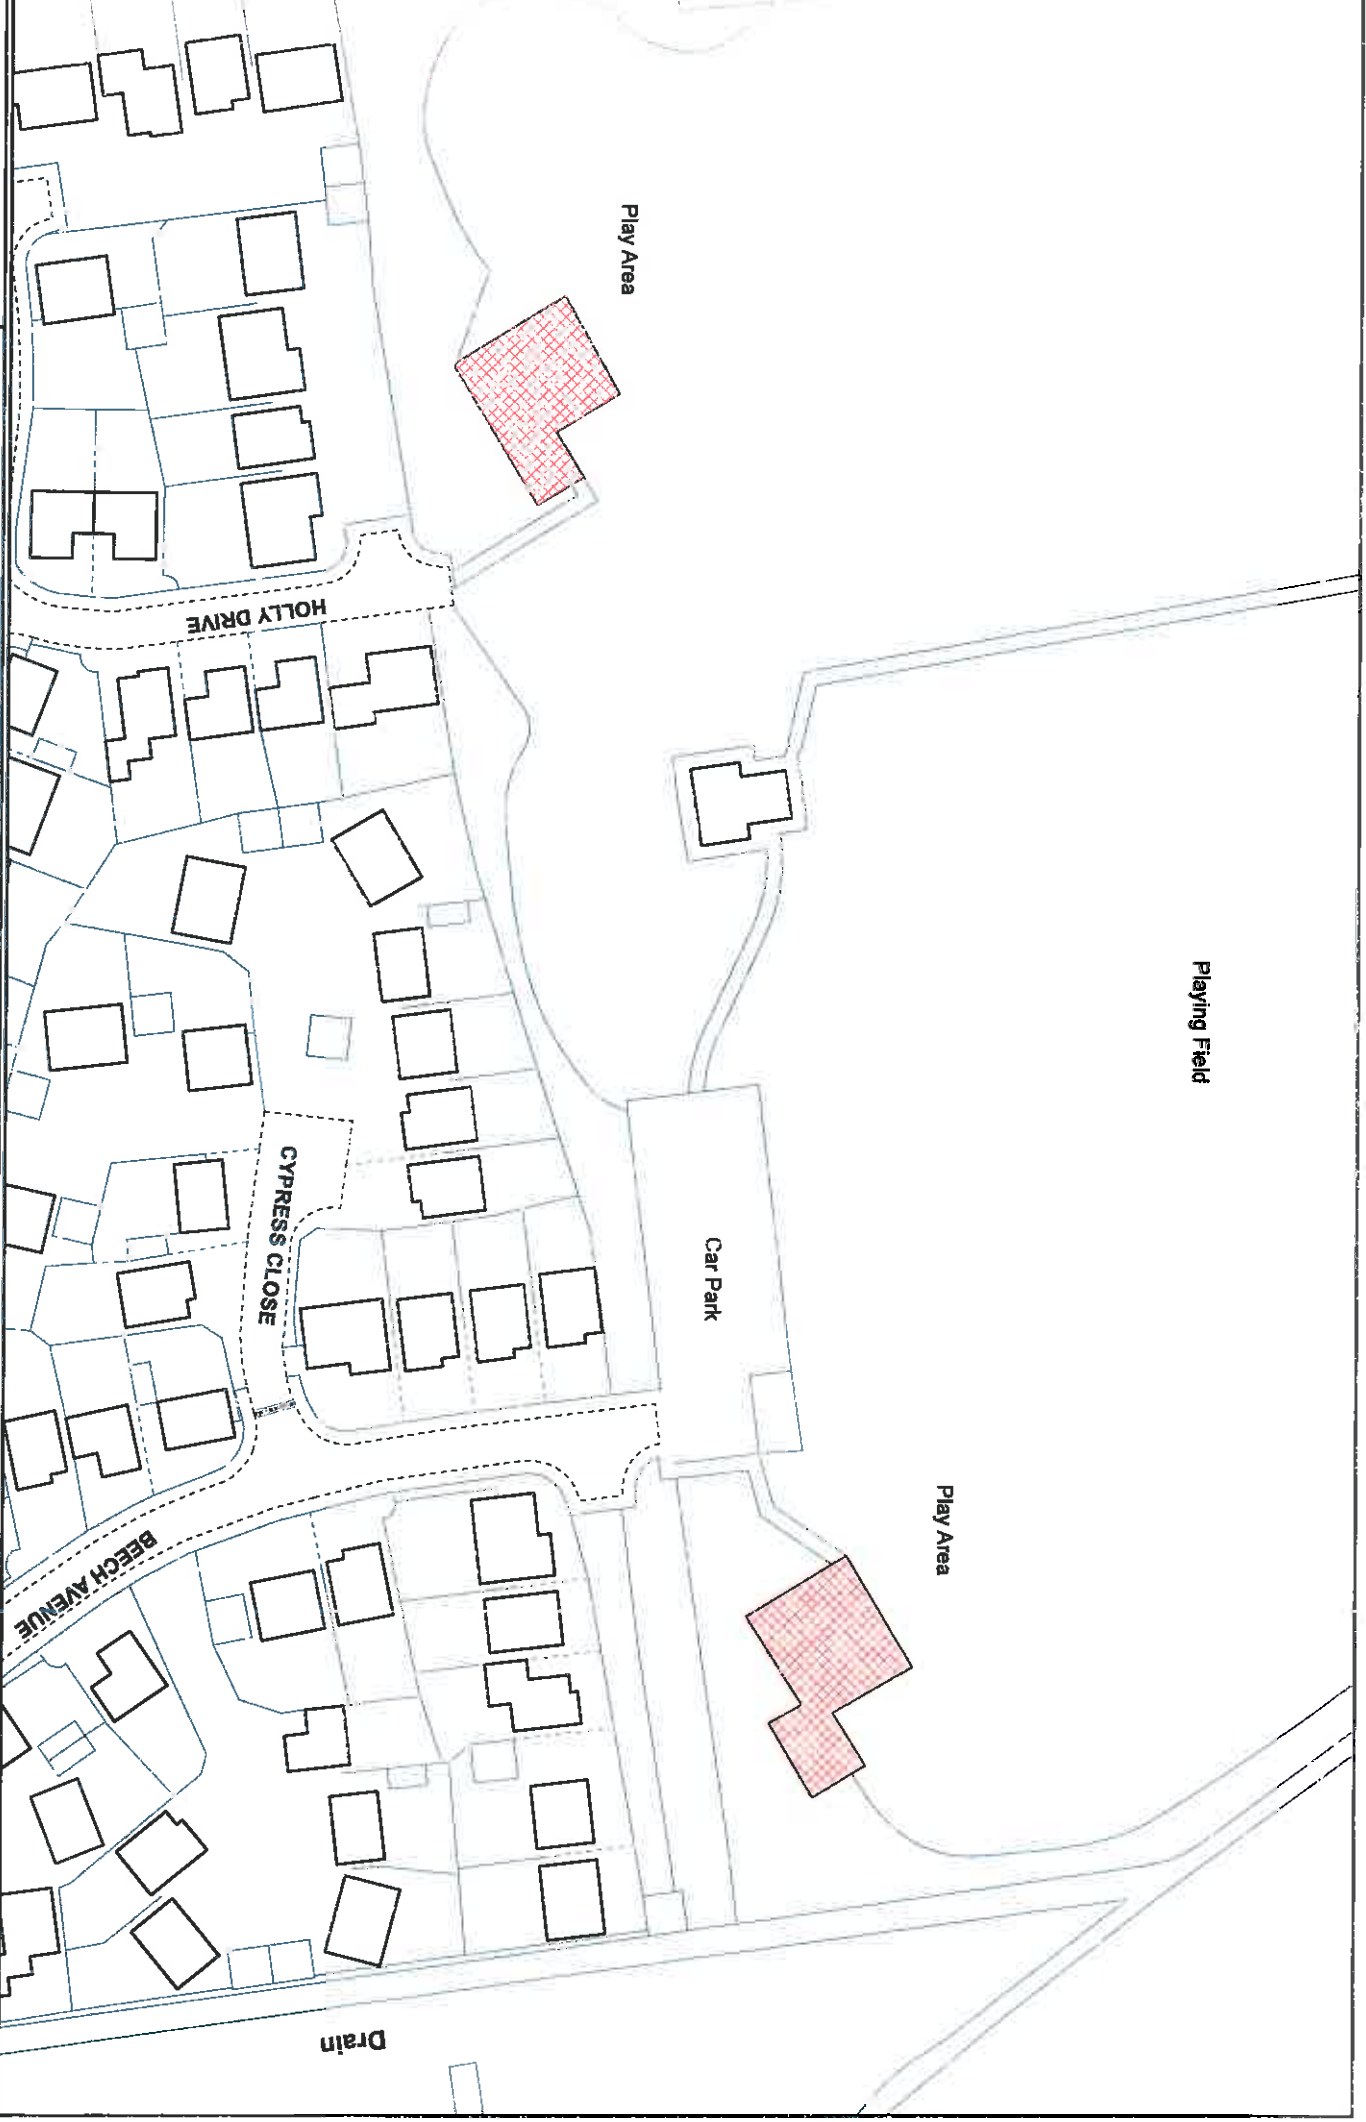 Play Area
HOLLY DRIVE
Playing Field
CYPRESS CLOSE
Car Park
Play Area
BEECH AVENUE
Drain